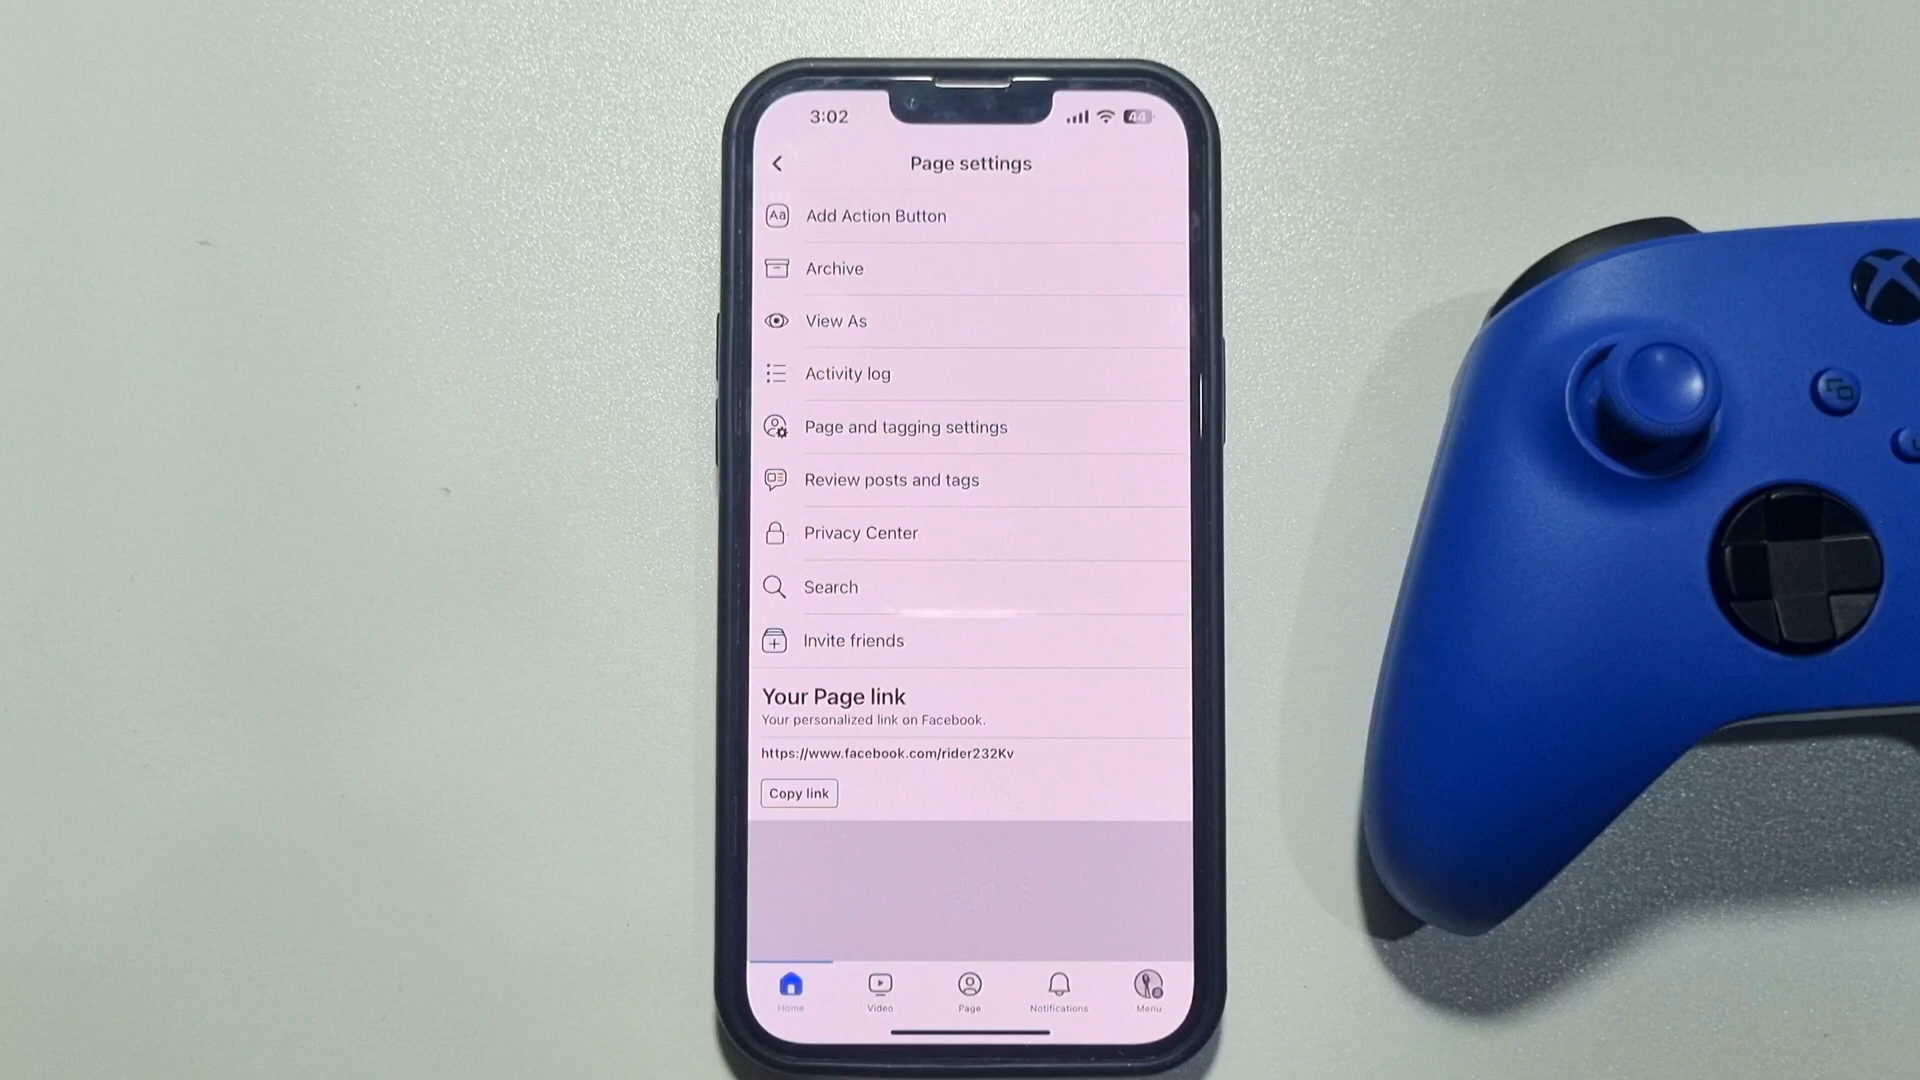 3:02
44
Page settings
Aa
Add Action Button
Archive
View As
Activity log
Page and tagging settings
Review posts and tags
Privacy Center
Search
Invite friends
Your Page link
Your personalized link on Facebook.
https://www.facebook.com/rider232Kv
Copy link
Home
Video
Page
Notifications
Menu